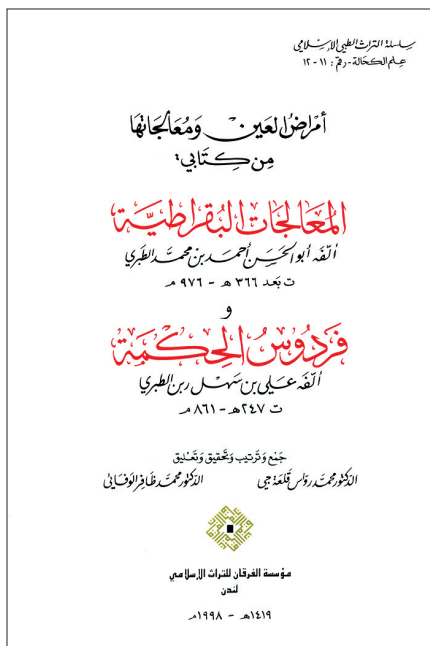 سلسلة التراث الطبي الإسلامي
علم الكحالة - رقم : ١١ - ١٢
أمراض العين ومعالجاتها
من كتابي:
المعالجات البقراطية
ألفه أبو الحسن أحمد بن محمد الطبري
ت بعد ٣٦٦ هـ - ٩٧٦ م
و
فردوس الحكمة
ألفه علي بن سهل ربن الطبري
ت ٢٤٧ هـ - ٨٦١ م
جمع وترتيب وتحقيق وتعليق
الدكتور محمد رواس قلعة جي الدكتور محمد ظافر الوفائي
مؤسسة الفرقان للتراث الإسلامي
لندن
١٤١٩هـ - ١٩٩٨م